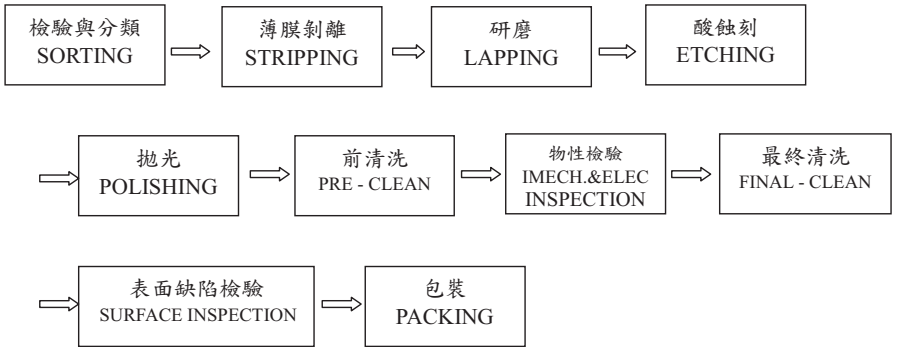 檢驗與分類
SORTING
薄膜剝離
STRIPPING
研磨
LAPPING
酸蝕刻
ETCHING
拋光
POLISHING
前清洗
PRE - CLEAN
物性檢驗
IMECH.&ELEC
INSPECTION
最終清洗
FINAL - CLEAN
表面缺陷檢驗
SURFACE INSPECTION
包裝
PACKING